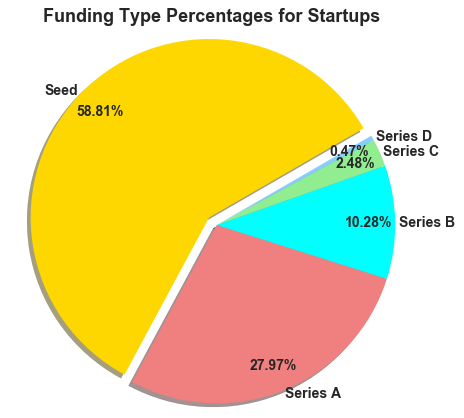 Funding Type Percentages for Startups
Seed
58.81%
Series D
0.47%
Series C
2.48%
10.28%
Series B
27.97%
Series A